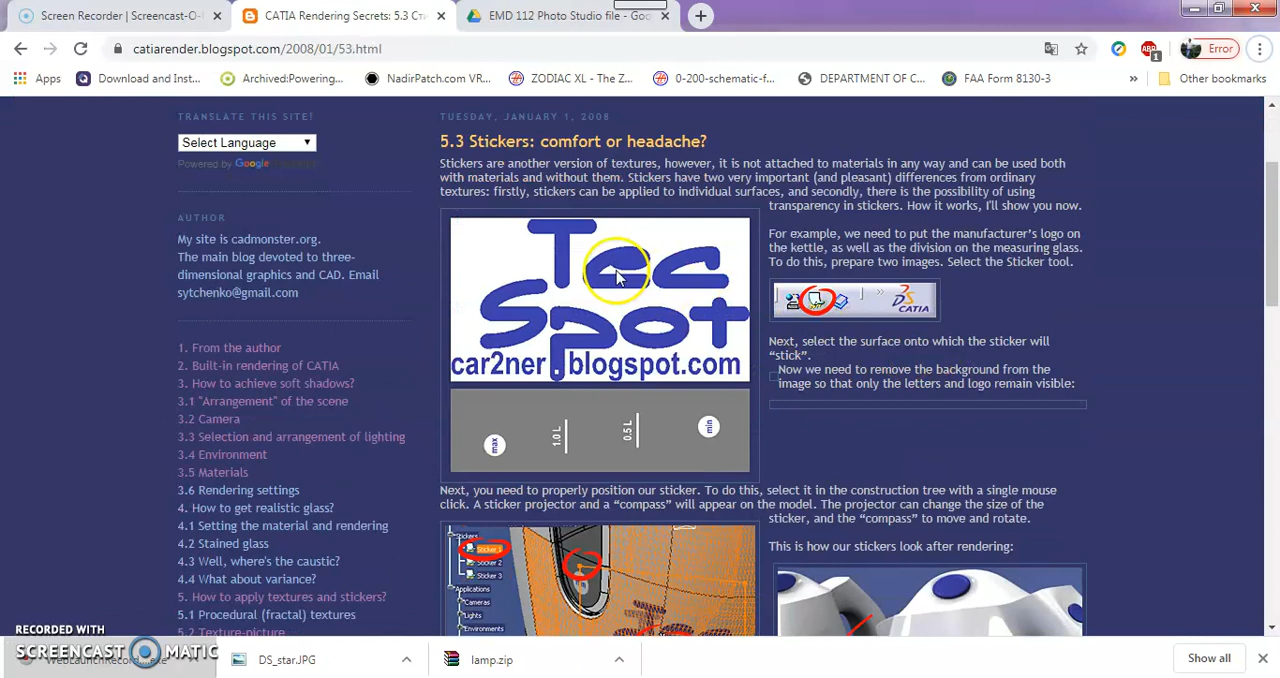 Screen Recorder | Screencast-O-
CATIA Rendering Secrets: 5.3 Ст
EMD 112 Photo Studio file - Goo
catiarender.blogspot.com/2008/01/53.html
Error
1
Apps
Download and Inst...
Archived:Powering...
NadirPatch.com VR...
ZODIAC XL - The Z...
0-200-schematic-f...
DEPARTMENT OF C...
FAA Form 8130-3
»
Other bookmarks
TRANSLATE THIS SITE!
Select Language
Powered by Google
AUTHOR
My site is cadmonster.org.
The main blog devoted to three-
dimensional graphics and CAD. Email
sytchenko@gmail.com
1. From the author
2. Built-in rendering of CATIA
3. How to achieve soft shadows?
3.1 "Arrangement" of the scene
3.2 Camera
3.3 Selection and arrangement of lighting
3.4 Environment
3.5 Materials
3.6 Rendering settings
4. How to get realistic glass?
4.1 Setting the material and rendering
4.2 Stained glass
4.3 Well, where's the caustic?
4.4 What about variance?
5. How to apply textures and stickers?
5.1 Procedural (fractal) textures
5.2 Texture-picture
TUESDAY, JANUARY 1, 2008
5.3 Stickers: comfort or headache?
Stickers are another version of textures, however, it is not attached to materials in any way and can be used both
with materials and without them. Stickers have two very important (and pleasant) differences from ordinary
textures: firstly, stickers can be applied to individual surfaces, and secondly, there is the possibility of using
transparency in stickers. How it works, I'll show you now.
Tec
Spot
car2ner.blogspot.com
max
1.0 L
0.5 L
min
For example, we need to put the manufacturer's logo on
the kettle, as well as the division on the measuring glass.
To do this, prepare two images. Select the Sticker tool.
»
CATIA
Next, select the surface onto which the sticker will
“stick”.
Now we need to remove the background from the
image so that only the letters and logo remain visible:
Next, you need to properly position our sticker. To do this, select it in the construction tree with a single mouse
click. A sticker projector and a “compass” will appear on the model. The projector can change the size of the
sticker, and the “compass” to move and rotate.
Stickers
Sticker 1
Sticker 2
Sticker 3
Applications
Cameras
Lights
Environments
This is how our stickers look after rendering:
RECORDED WITH
SCREENCAST MATIC
DS_star.JPG
lamp.zip
Show all